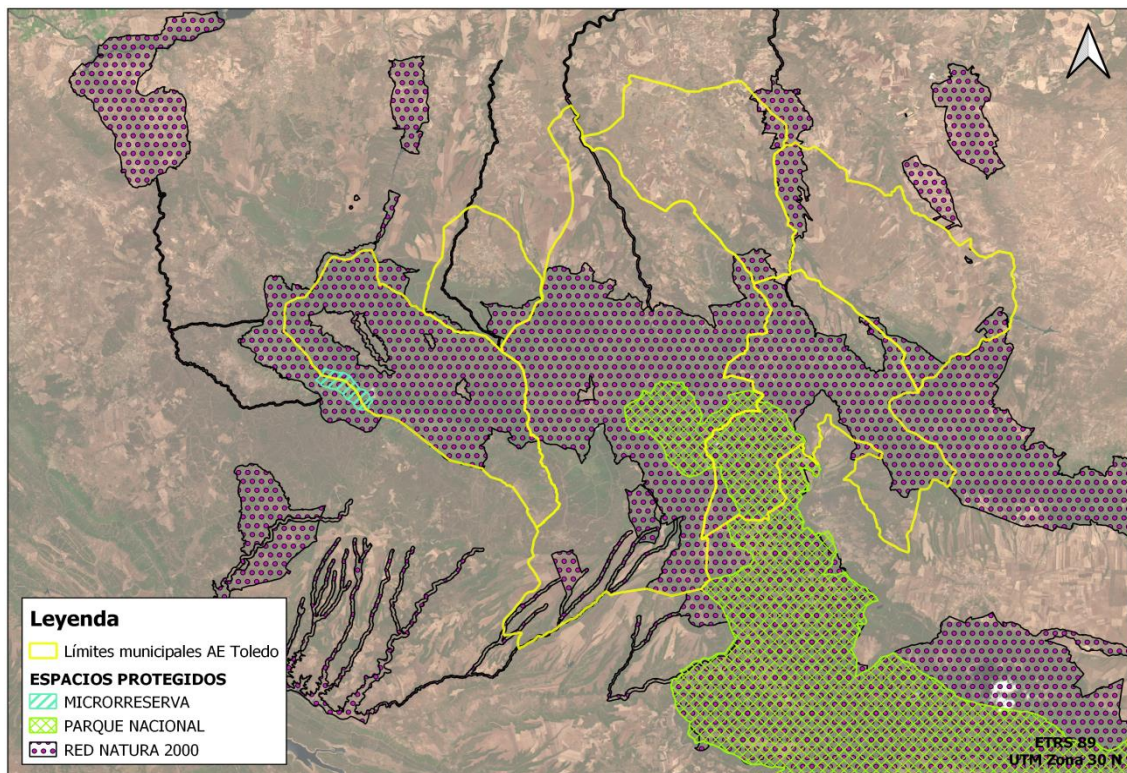 Leyenda
Límites municipales AE Toledo
ESPACIOS PROTEGIDOS
MICRORRESERVA
PARQUE NACIONAL
RED NATURA 2000
ETRS 89
UTM Zona 30 N